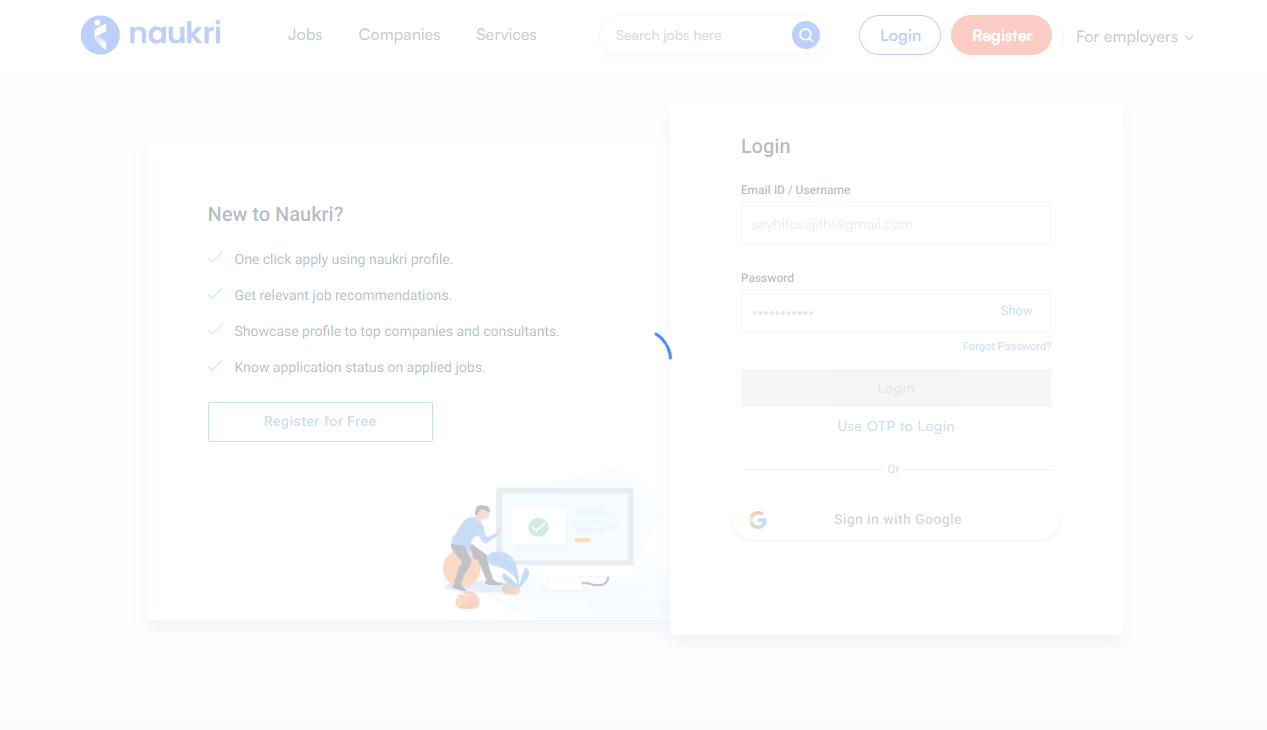 naukri
Jobs Companies Services Search jobs here Login Register For employers
New to Naukri?
One click apply using naukri profile.
Get relevant job recommendations.
Showcase profile to top companies and consultants.
Know application status on applied jobs.
Register for Free
Login
Email ID / Username
sayhitosujith@gmail.com
Password
•••••••••••
Show
Forgot Password?
Login
Use OTP to Login
Or
Sign in with Google